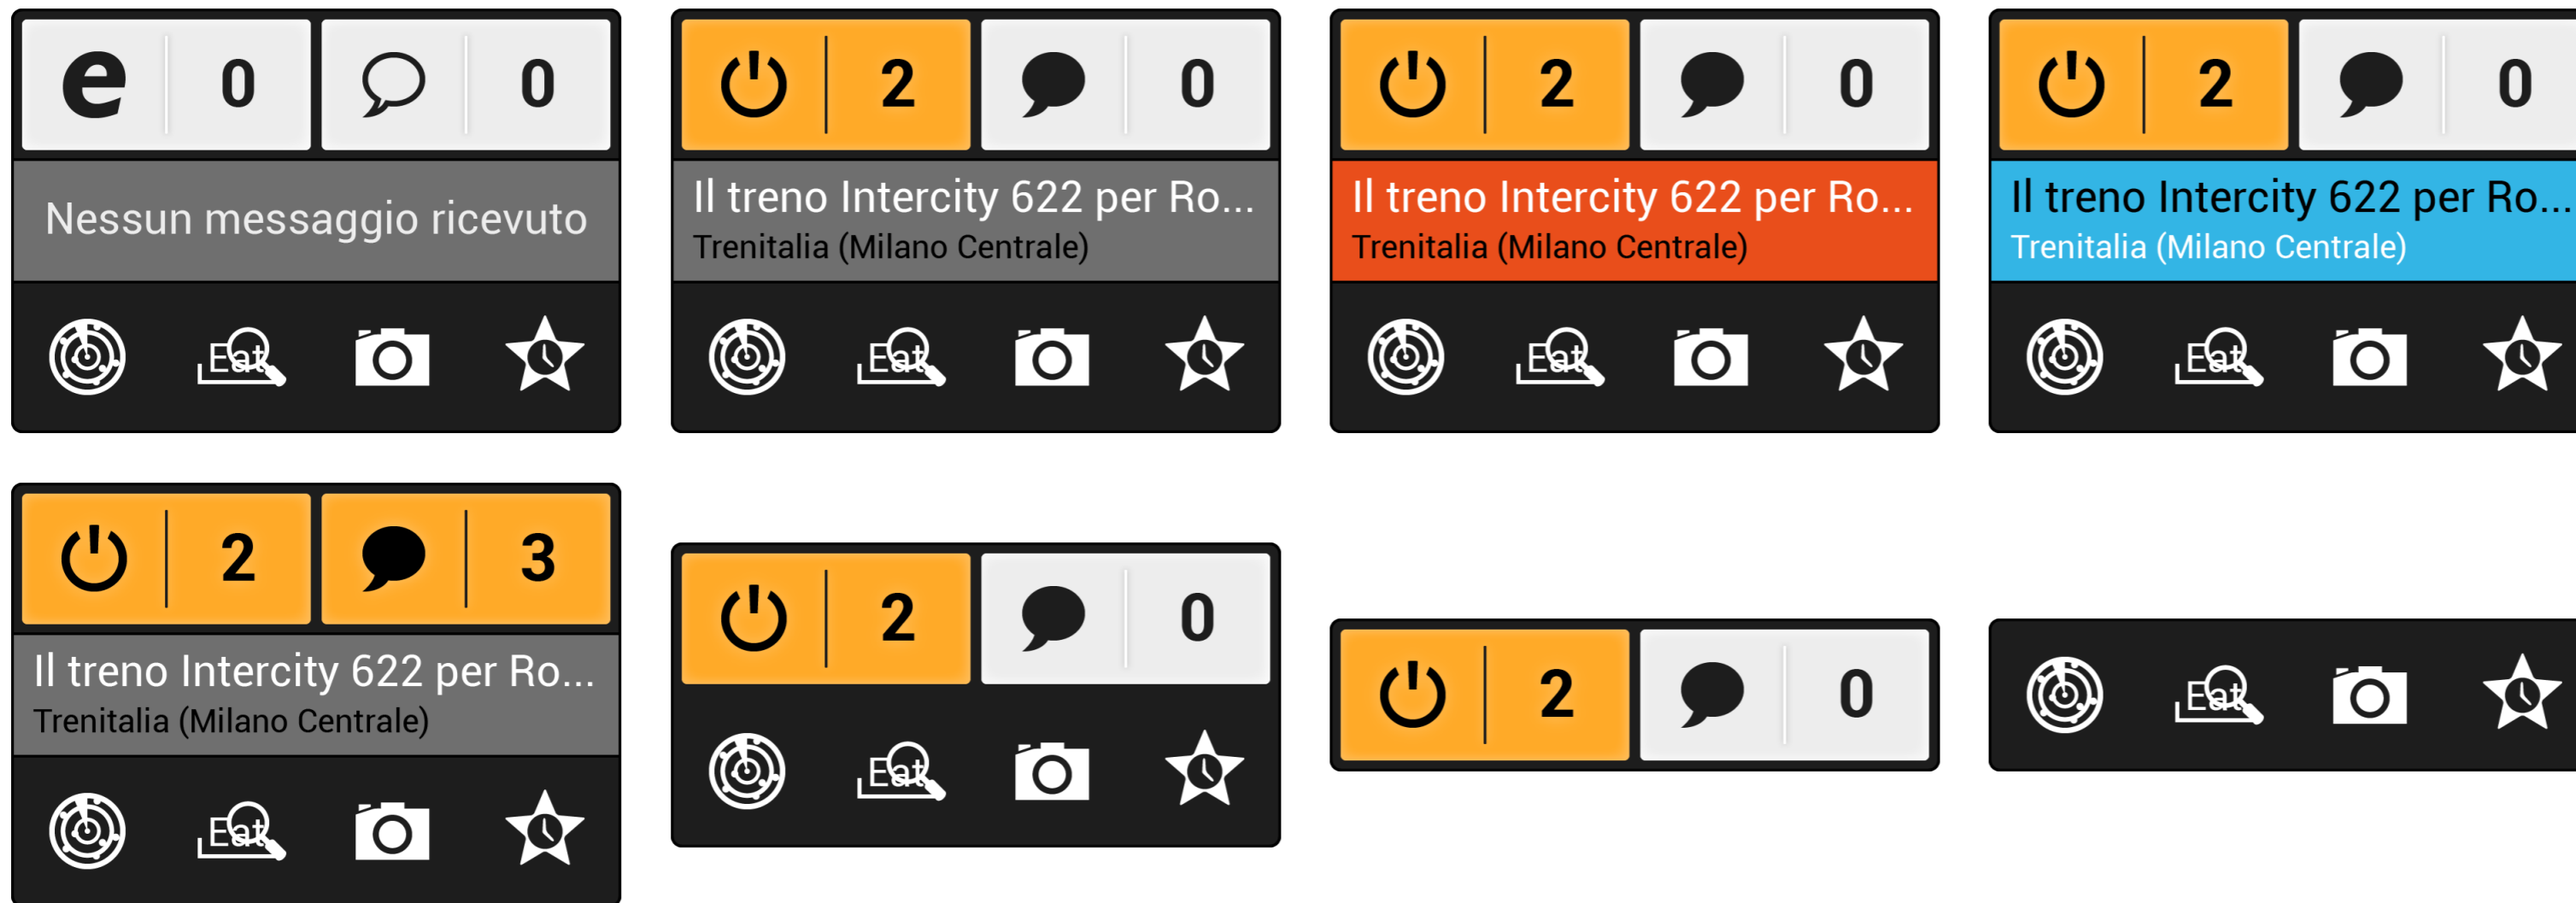 e 0 0
Nessun messaggio ricevuto
Eat
2 0
Il treno Intercity 622 per Ro...
Trenitalia (Milano Centrale)
Eat
2 0
Il treno Intercity 622 per Ro...
Trenitalia (Milano Centrale)
Eat
2 0
Il treno Intercity 622 per Ro...
Trenitalia (Milano Centrale)
Eat
2 3
Il treno Intercity 622 per Ro...
Trenitalia (Milano Centrale)
Eat
2 0
Eat
2 0
Eat